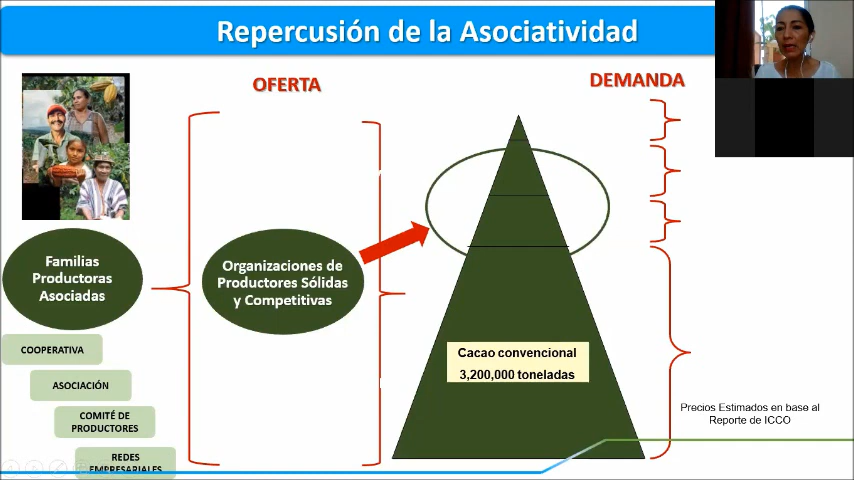 Repercusión de la Asociatividad
OFERTA
DEMANDA
Familias
Productoras
Asociadas
Organizaciones de
Productores Sólidas
y Competitivas
COOPERATIVA
ASOCIACIÓN
COMITÉ DE
PRODUCTORES
REDES
EMPRESARIALES
Cacao convencional
3,200,000 toneladas
Precios Estimados en base al
Reporte de ICCO